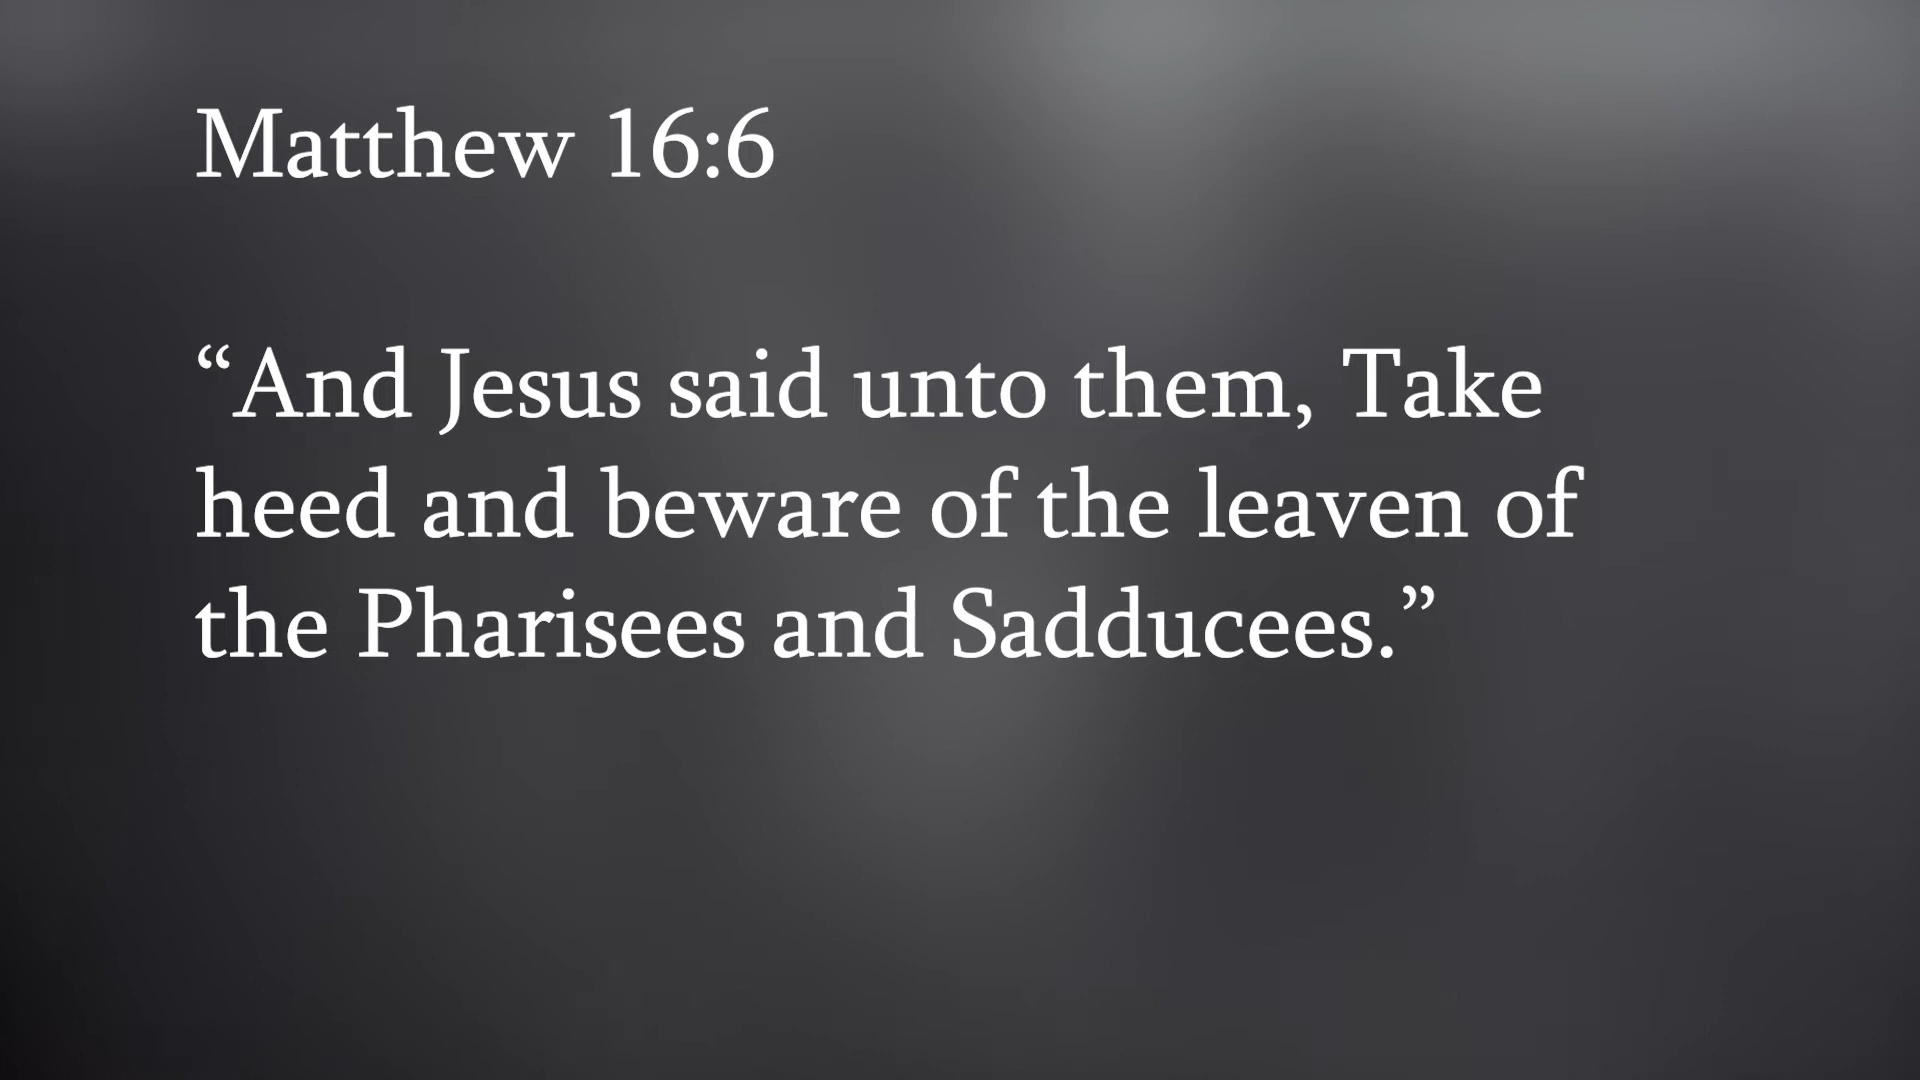 Matthew 16:6
“And Jesus said unto them, Take
heed and beware of the leaven of
the Pharisees and Sadducees.”